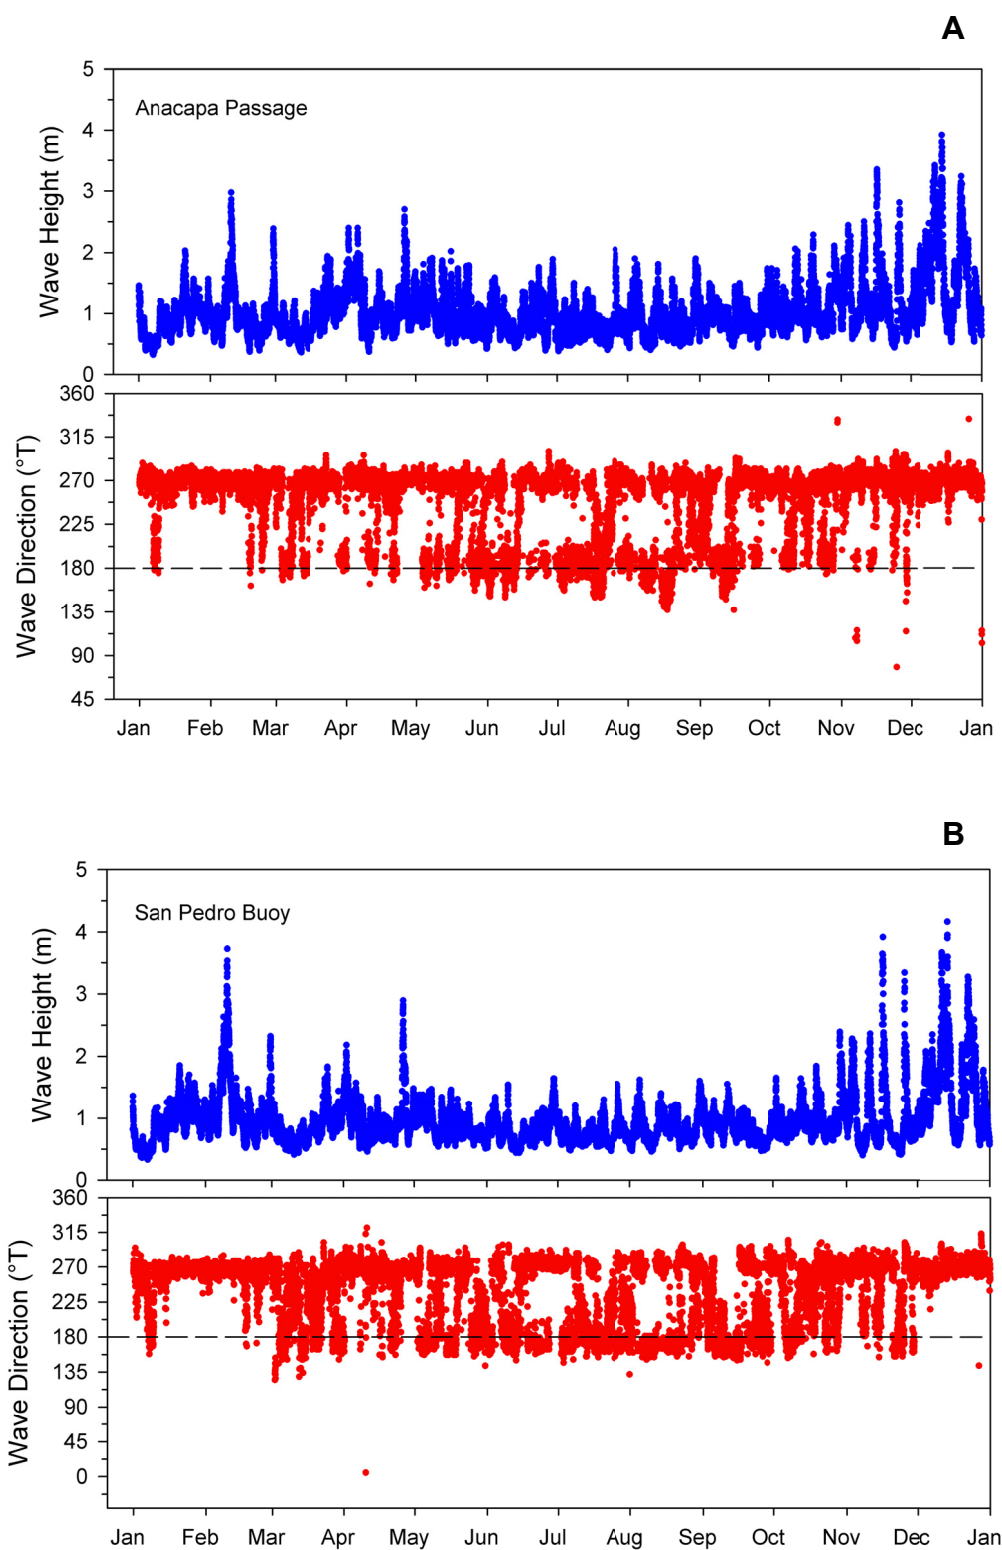 A
5
Anacapa Passage
4
3
2
1
0
Wave Height (m)
360
315
270
225
180
135
90
45
Wave Direction (°T)
Jan Feb Mar Apr May Jun Jul Aug Sep Oct Nov Dec Jan
B
5
San Pedro Buoy
4
3
2
1
0
Wave Height (m)
360
315
270
225
180
135
90
45
0
Wave Direction (°T)
Jan Feb Mar Apr May Jun Jul Aug Sep Oct Nov Dec Jan